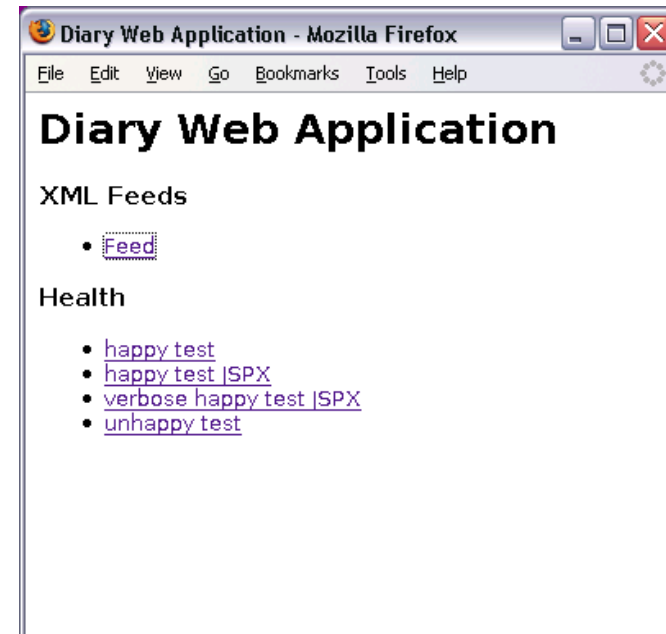 Diary Web Application - Mozilla Firefox
File Edit View Go Bookmarks Tools Help
Diary Web Application
XML Feeds
• Feed
Health
• happy test
• happy test JSPX
• verbose happy test JSPX
• unhappy test